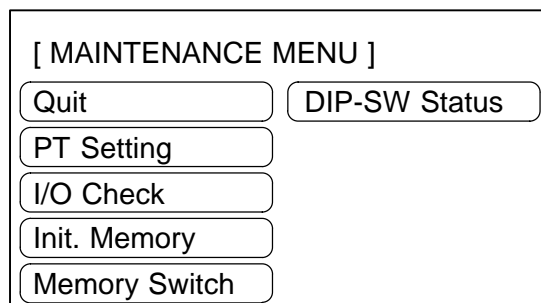 [ MAINTENANCE MENU ]
Quit
DIP-SW Status
PT Setting
I/O Check
Init. Memory
Memory Switch